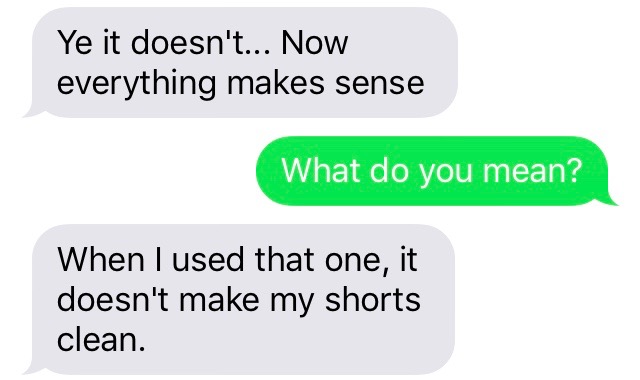 Ye it doesn't... Now
everything makes sense
What do you mean?
When I used that one, it
doesn't make my shorts
clean.